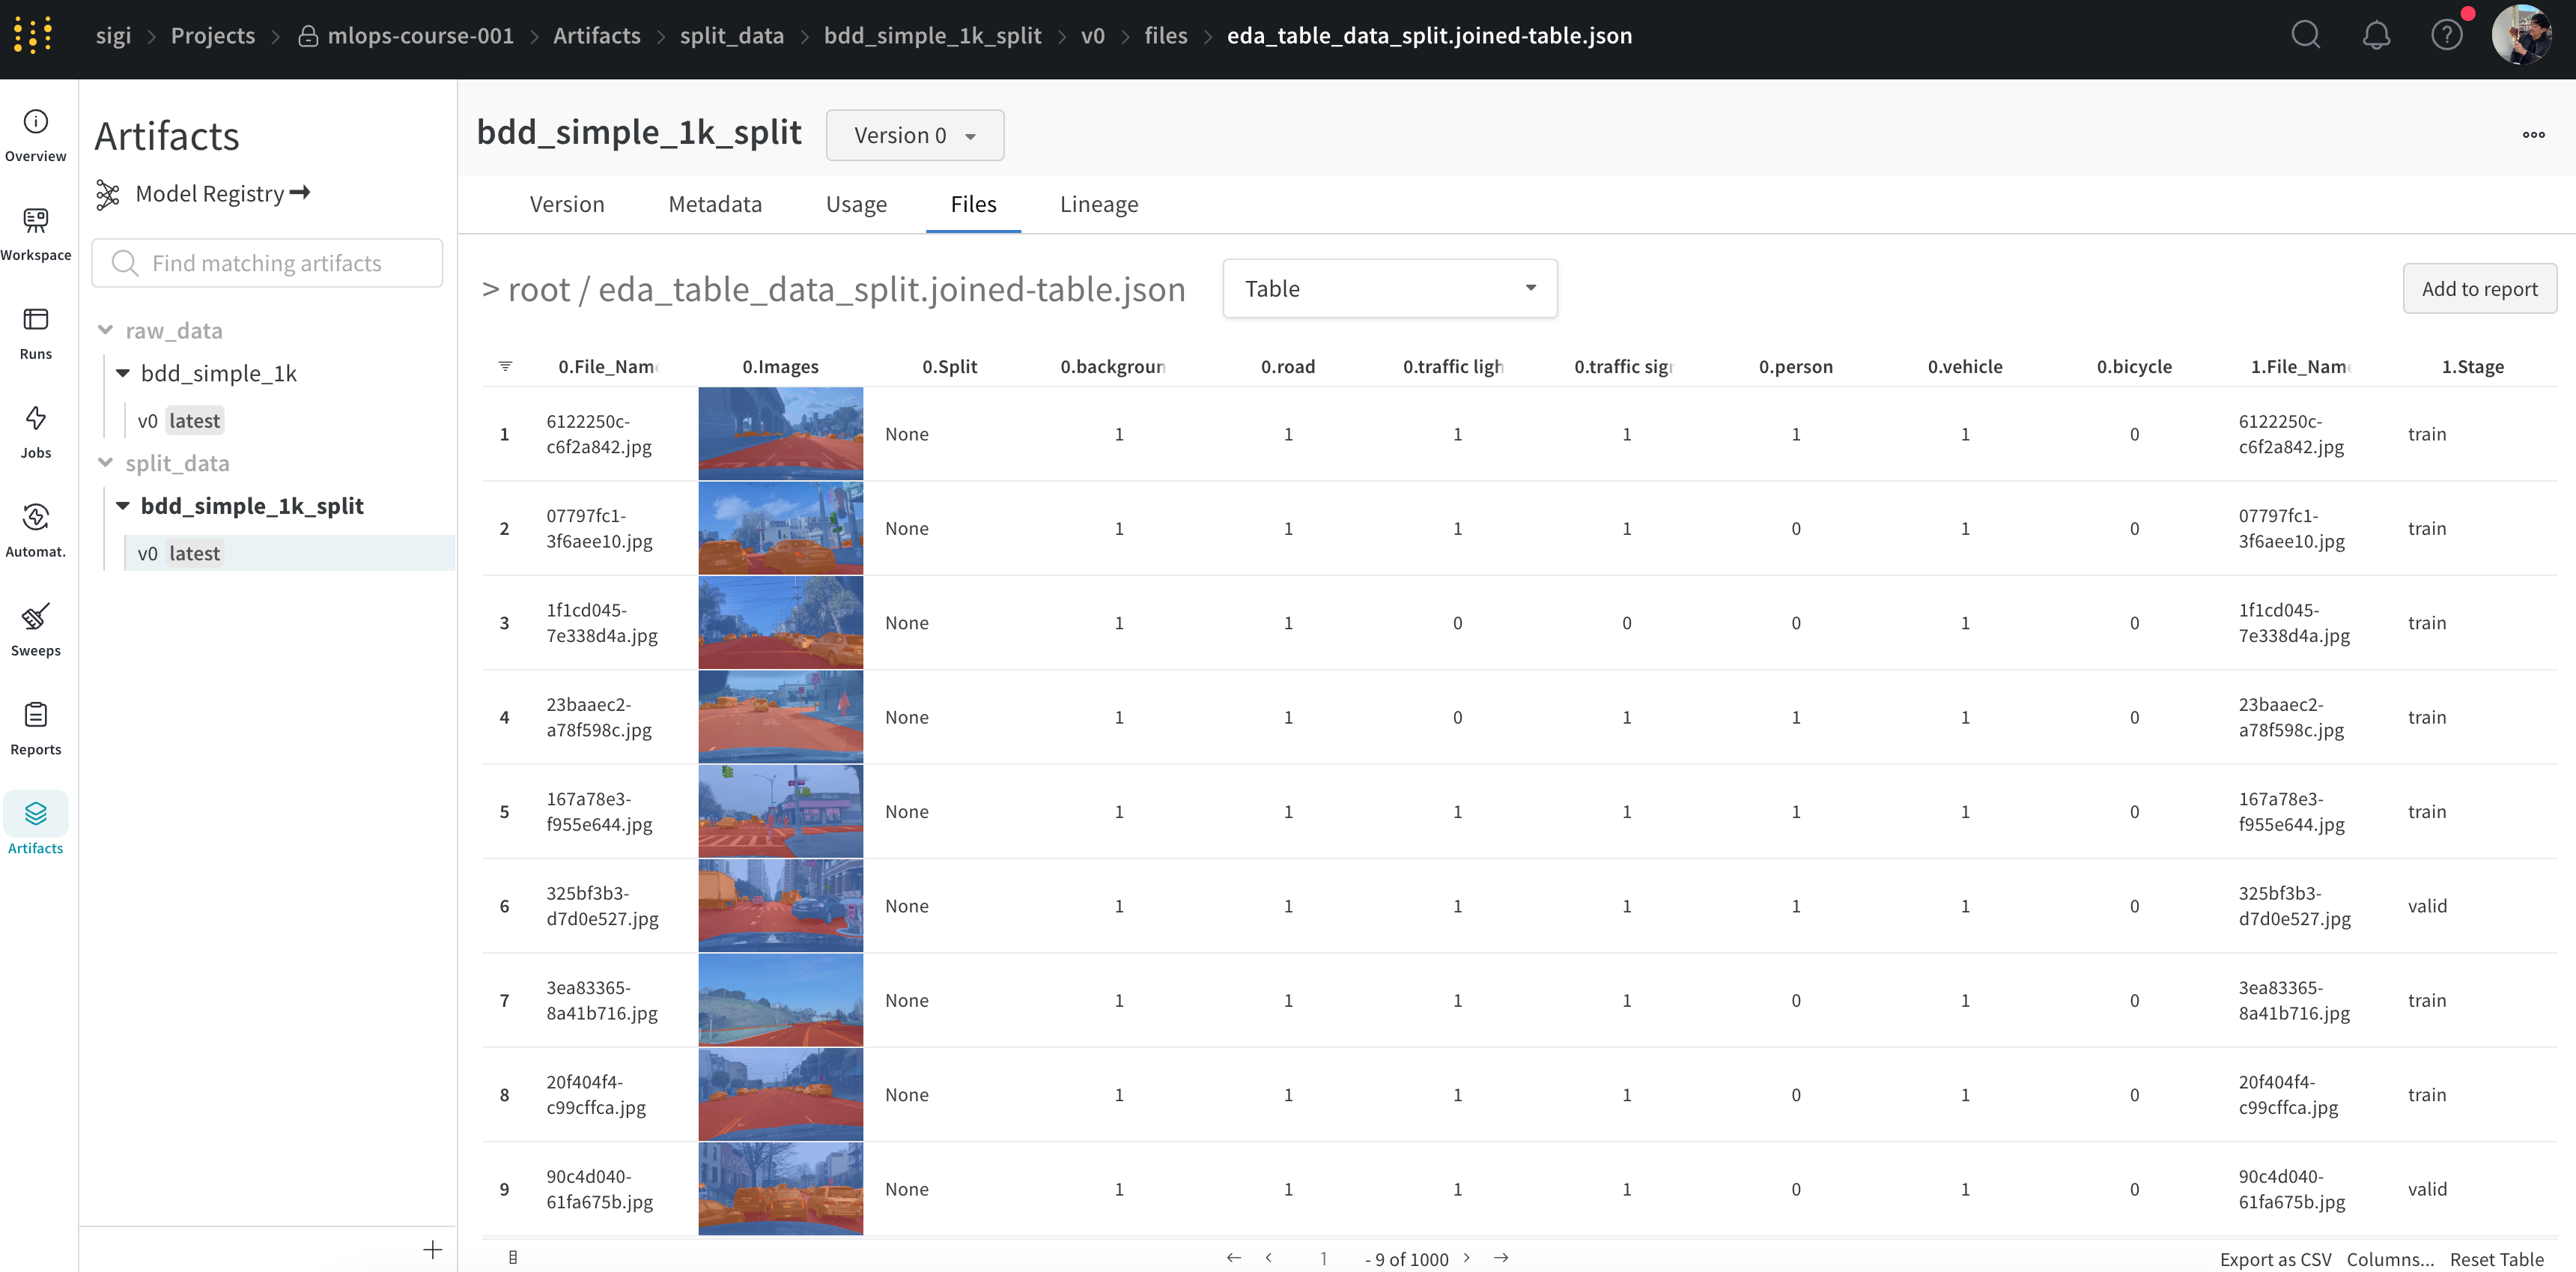 sigi > Projects > mlops-course-001 > Artifacts > split_data > bdd_simple_1k_split > v0 > files > eda_table_data_split.joined-table.json
Overview
Workspace
Runs
Jobs
Automat.
Sweeps
Reports
Artifacts
Artifacts
Model Registry
Find matching artifacts
raw_data
bdd_simple_1k
v0 latest
split_data
bdd_simple_1k_split
v0 latest
bdd_simple_1k_split Version 0
Version Metadata Usage Files Lineage
> root / eda_table_data_split.joined-table.json Table Add to report
0.File_Nam 0.Images 0.Split 0.backgroun 0.road 0.traffic ligh 0.traffic sig 0.person 0.vehicle 0.bicycle 1.File_Nam 1.Stage
1 6122250c-c6f2a842.jpg None 1 1 1 1 1 1 0 6122250c-c6f2a842.jpg train
2 07797fc1-3f6aee10.jpg None 1 1 1 1 0 1 0 07797fc1-3f6aee10.jpg train
3 1f1cd045-7e338d4a.jpg None 1 1 0 0 0 1 0 1f1cd045-7e338d4a.jpg train
4 23baaec2-a78f598c.jpg None 1 1 0 1 1 1 0 23baaec2-a78f598c.jpg train
5 167a78e3-f955e644.jpg None 1 1 1 1 1 1 0 167a78e3-f955e644.jpg train
6 325bf3b3-d7d0e527.jpg None 1 1 1 1 1 1 0 325bf3b3-d7d0e527.jpg valid
7 3ea83365-8a41b716.jpg None 1 1 1 1 0 1 0 3ea83365-8a41b716.jpg train
8 20f404f4-c99cffca.jpg None 1 1 1 1 0 1 0 20f404f4-c99cffca.jpg train
9 90c4d040-61fa675b.jpg None 1 1 1 1 0 1 0 90c4d040-61fa675b.jpg valid
1 - 9 of 1000
Export as CSV Columns... Reset Table